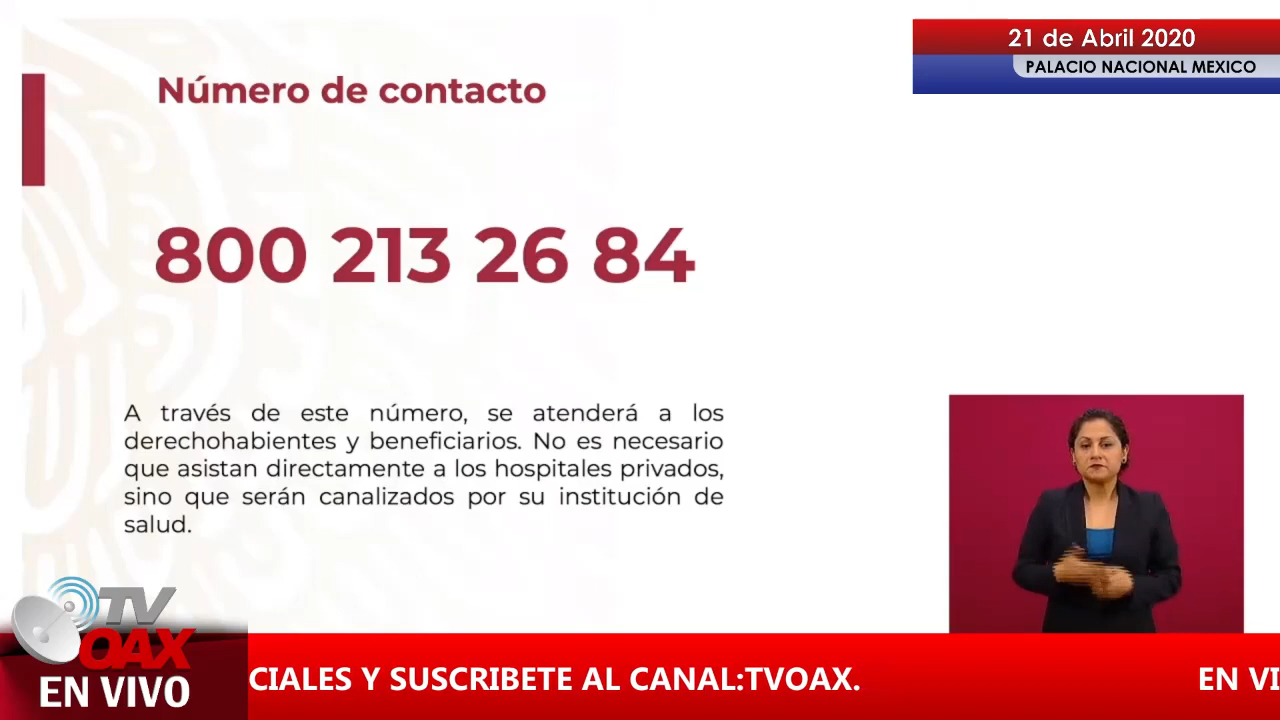 21 de Abril 2020
PALACIO NACIONAL MEXICO
Número de contacto
800 213 26 84
A través de este número, se atenderá a los
derechohabientes y beneficiarios. No es necesario
que asistan directamente a los hospitales privados,
sino que serán canalizados por su institución de
salud.
TV
OAX
EN VIVO
CIALES Y SUSCRIBETE AL CANAL:TVOAX.
EN VI